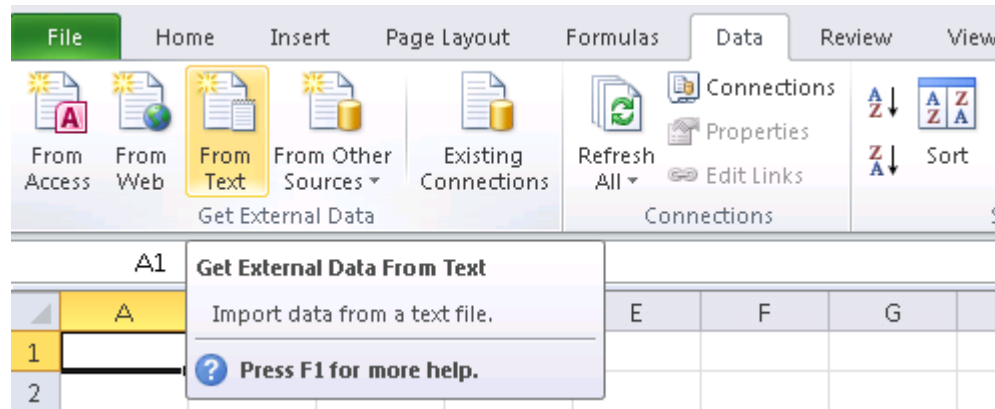 File Home Insert Page Layout Formulas Data Review View
From Access
From Web
From Text
From Other Sources
Existing Connections
Get External Data
Refresh All
Connections
Properties
Edit Links
Connections
A Z
Z A
A Z
Z A
Sort
A1
Get External Data From Text
Import data from a text file.
? Press F1 for more help.
A E F G
1
2